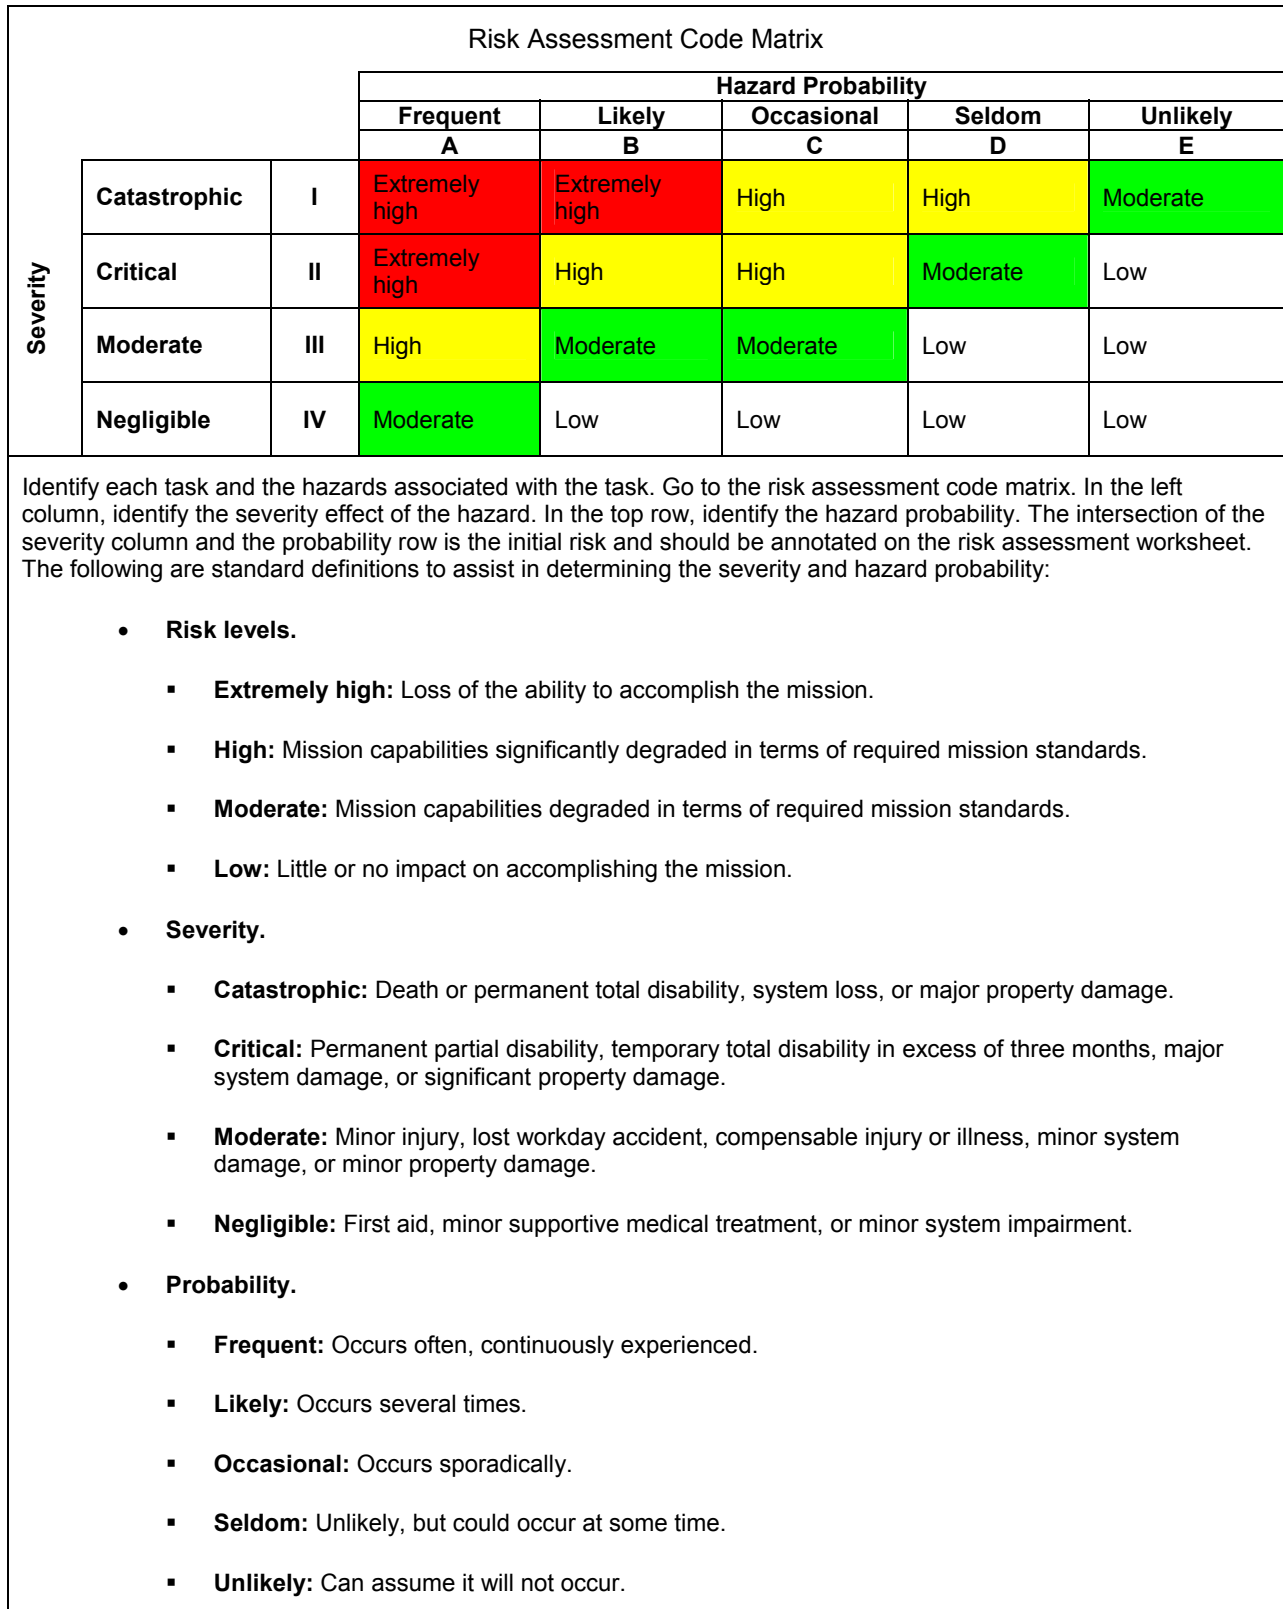 Risk Assessment Code Matrix
Hazard Probability
Frequent Likely Occasional Seldom Unlikely
A B C D E
Severity
Catastrophic I Extremely high Extremely high High High Moderate
Critical II Extremely high High High Moderate Low
Moderate III High Moderate Moderate Low Low
Negligible IV Moderate Low Low Low Low
Identify each task and the hazards associated with the task. Go to the risk assessment code matrix. In the left
column, identify the severity effect of the hazard. In the top row, identify the hazard probability. The intersection of the
severity column and the probability row is the initial risk and should be annotated on the risk assessment worksheet.
The following are standard definitions to assist in determining the severity and hazard probability:
• Risk levels.
▪ Extremely high: Loss of the ability to accomplish the mission.
▪ High: Mission capabilities significantly degraded in terms of required mission standards.
▪ Moderate: Mission capabilities degraded in terms of required mission standards.
▪ Low: Little or no impact on accomplishing the mission.
• Severity.
▪ Catastrophic: Death or permanent total disability, system loss, or major property damage.
▪ Critical: Permanent partial disability, temporary total disability in excess of three months, major
system damage, or significant property damage.
▪ Moderate: Minor injury, lost workday accident, compensable injury or illness, minor system
damage, or minor property damage.
▪ Negligible: First aid, minor supportive medical treatment, or minor system impairment.
• Probability.
▪ Frequent: Occurs often, continuously experienced.
▪ Likely: Occurs several times.
▪ Occasional: Occurs sporadically.
▪ Seldom: Unlikely, but could occur at some time.
▪ Unlikely: Can assume it will not occur.